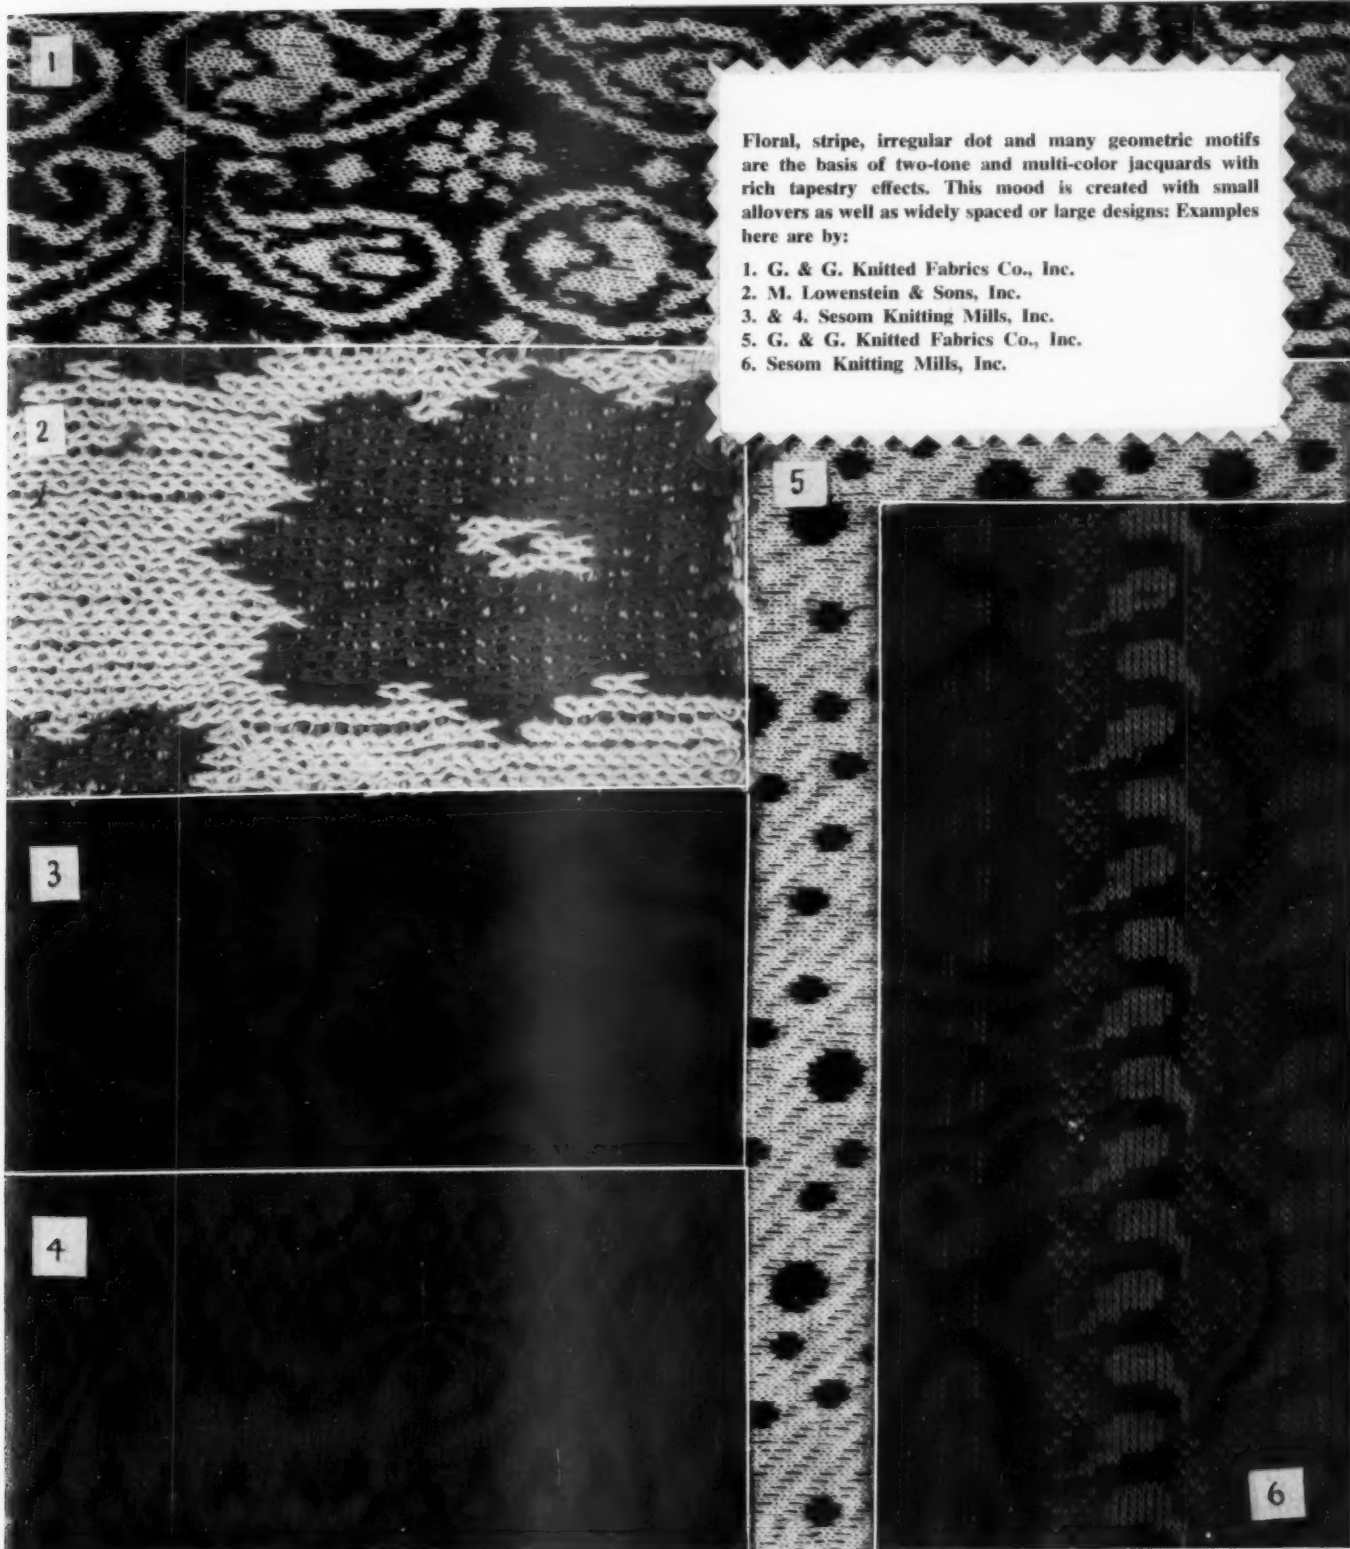 1
Floral, stripe, irregular dot and many geometric motifs
are the basis of two-tone and multi-color jacquards with
rich tapestry effects. This mood is created with small
allovers as well as widely spaced or large designs: Examples
here are by:
1. G. & G. Knitted Fabrics Co., Inc.
2. M. Lowenstein & Sons, Inc.
3. & 4. Sesom Knitting Mills, Inc.
5. G. & G. Knitted Fabrics Co., Inc.
6. Sesom Knitting Mills, Inc.
2
5
3
4
6